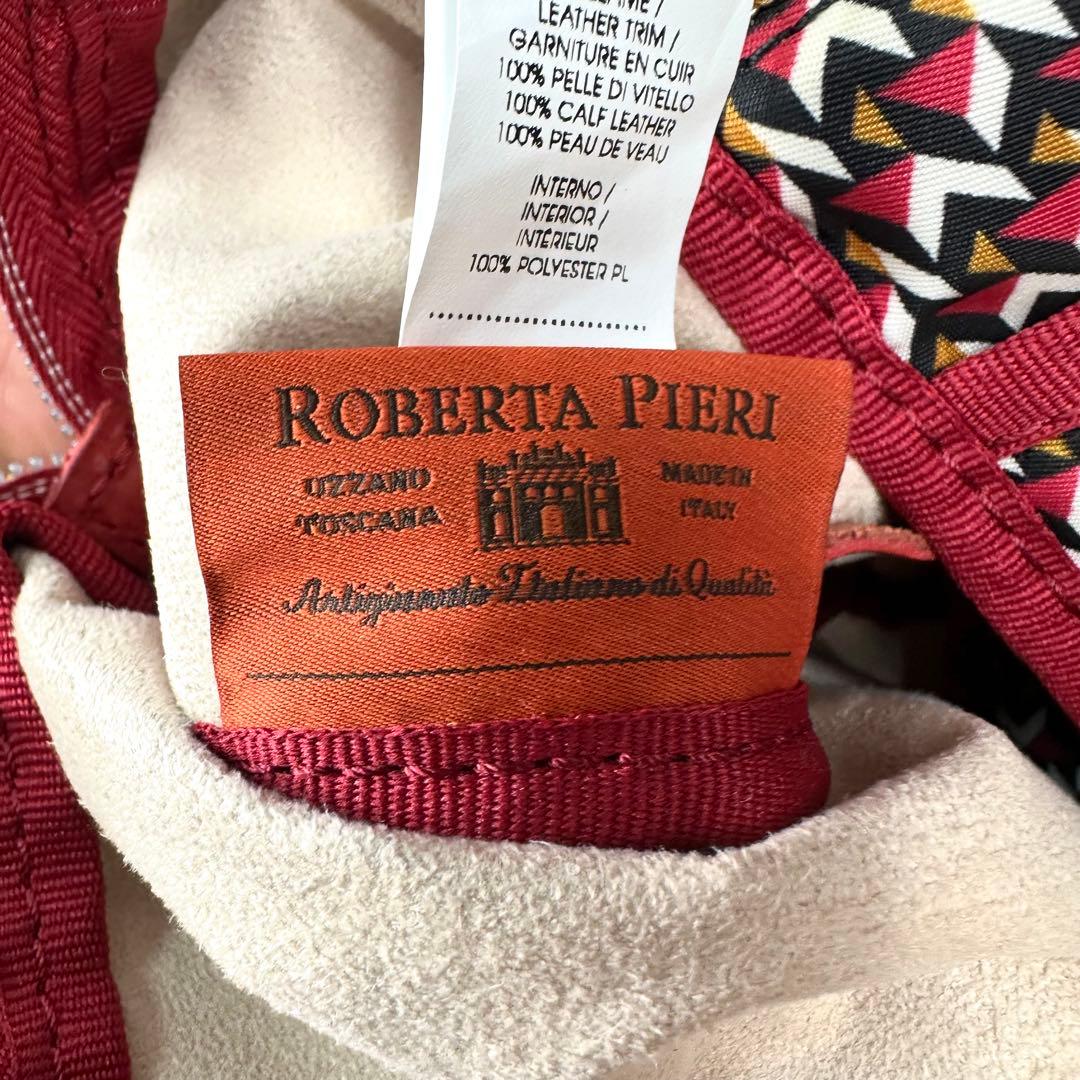 LEATHER TRIM /
GARNITURE EN CUIR
100% PELLE DI VITELLO
100% CALF LEATHER
100% PEAU DE VEAU
INTERNO /
INTERIOR /
INTÉRIEUR
100% POLYESTER PL
ROBERTA PIERI
UZZANO
TOSCANA
MADE IN
ITALY
Artigianato Italiano di Qualità